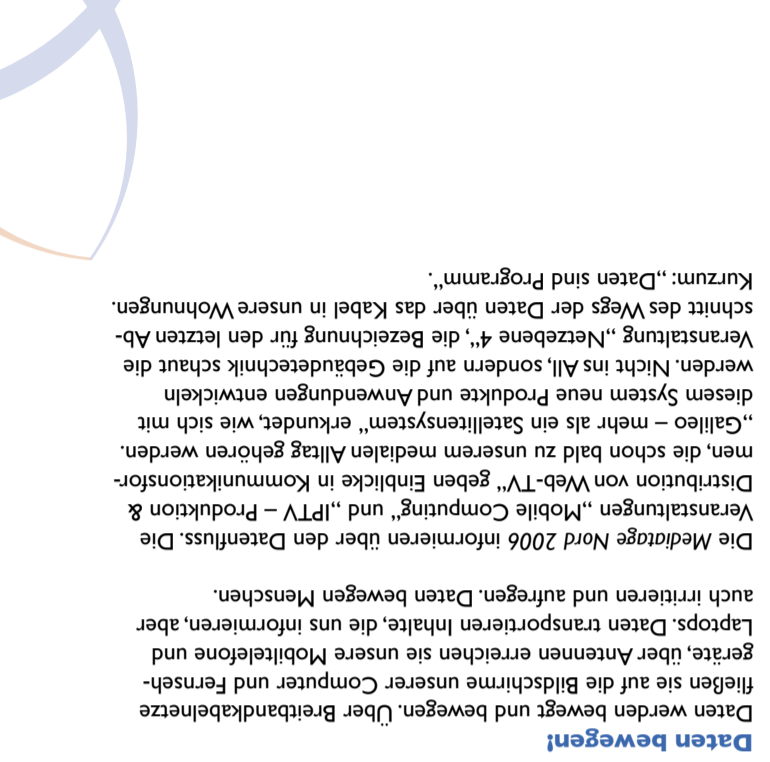 Daten bewegen!
Daten werden bewegt und bewegen. Über Breitbandkabelnetze
fließen sie auf die Bildschirme unserer Computer und Fernseh-
geräte, über Antennen erreichen sie unsere Mobiltelefone und
Laptops. Daten transportieren Inhalte, die uns informieren, aber
auch irritieren und aufregen. Daten bewegen Menschen.
Die Mediatage Nord 2006 informieren über den Datenfluss. Die
Veranstaltungen „Mobile Computing“ und „IPTV – Produktion &
Distribution von Web-TV“ geben Einblicke in Kommunikationsfor-
men, die schon bald zu unserem medialen Alltag gehören werden.
„Galileo – mehr als ein Satellitensystem“ erkundet, wie sich mit
diesem System neue Produkte und Anwendungen entwickeln
werden. Nicht ins All, sondern auf die Gebäudetechnik schaut die
Veranstaltung „Netzebene 4“, die Bezeichnung für den letzten Ab-
schnitt des Wegs der Daten über das Kabel in unsere Wohnungen.
Kurzum: „Daten sind Programm“.